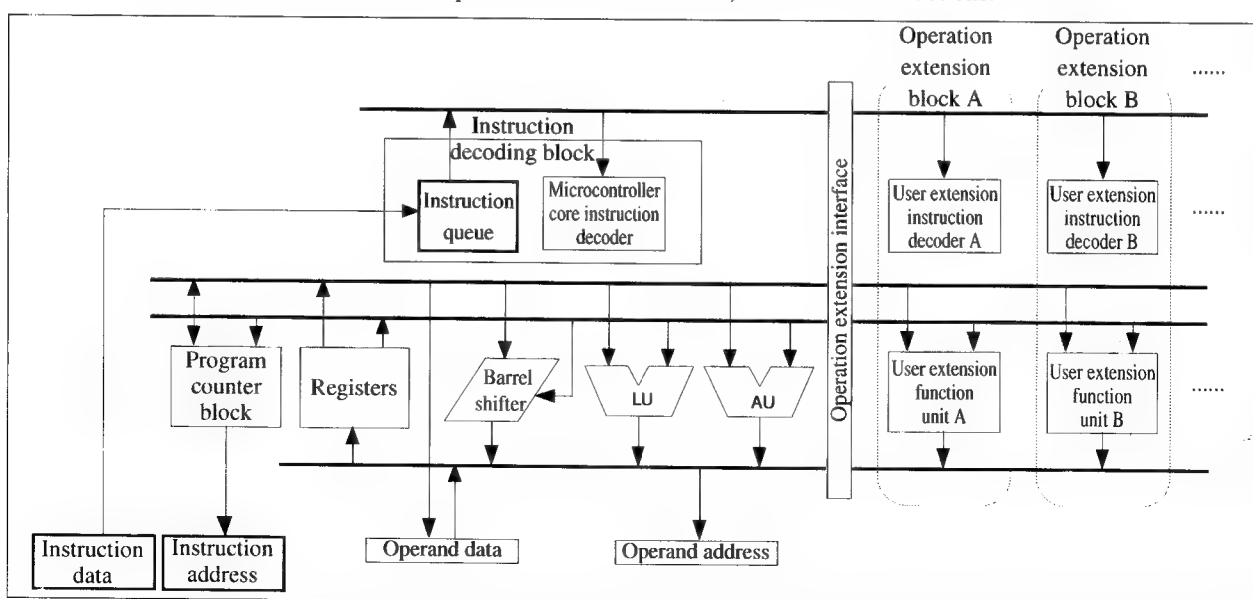 Operation
extension
block A
Operation
extension
block B
......
Instruction
decoding block
Instruction
queue
Microcontroller
core instruction
decoder
Operation extension interface
User extension
instruction
decoder A
User extension
instruction
decoder B
......
Program
counter
block
Registers
Barrel
shifter
LU
AU
User extension
function
unit A
User extension
function
unit B
......
Instruction
data
Instruction
address
Operand data
Operand address